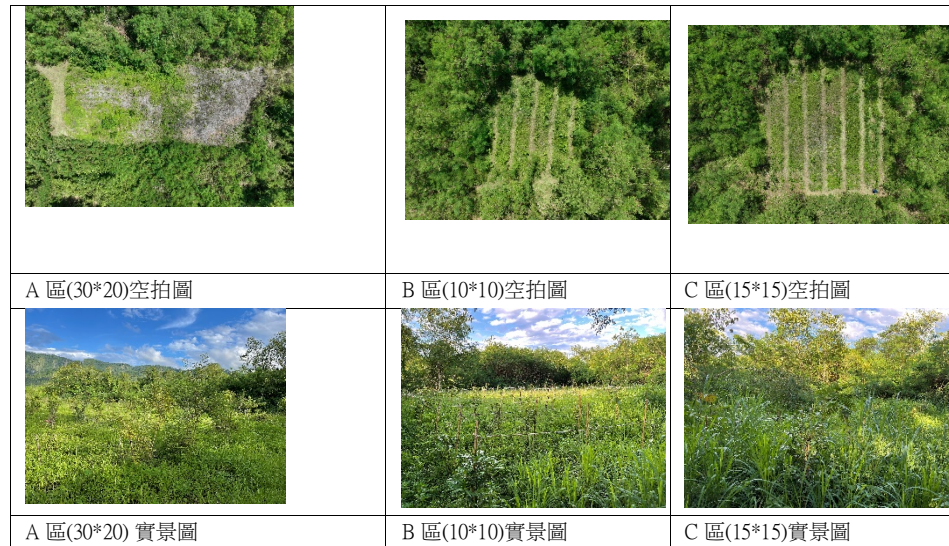 A 區(30*20)空拍圖
B 區(10*10)空拍圖
C 區(15*15)空拍圖
A 區(30*20) 實景圖
B 區(10*10)實景圖
C 區(15*15)實景圖